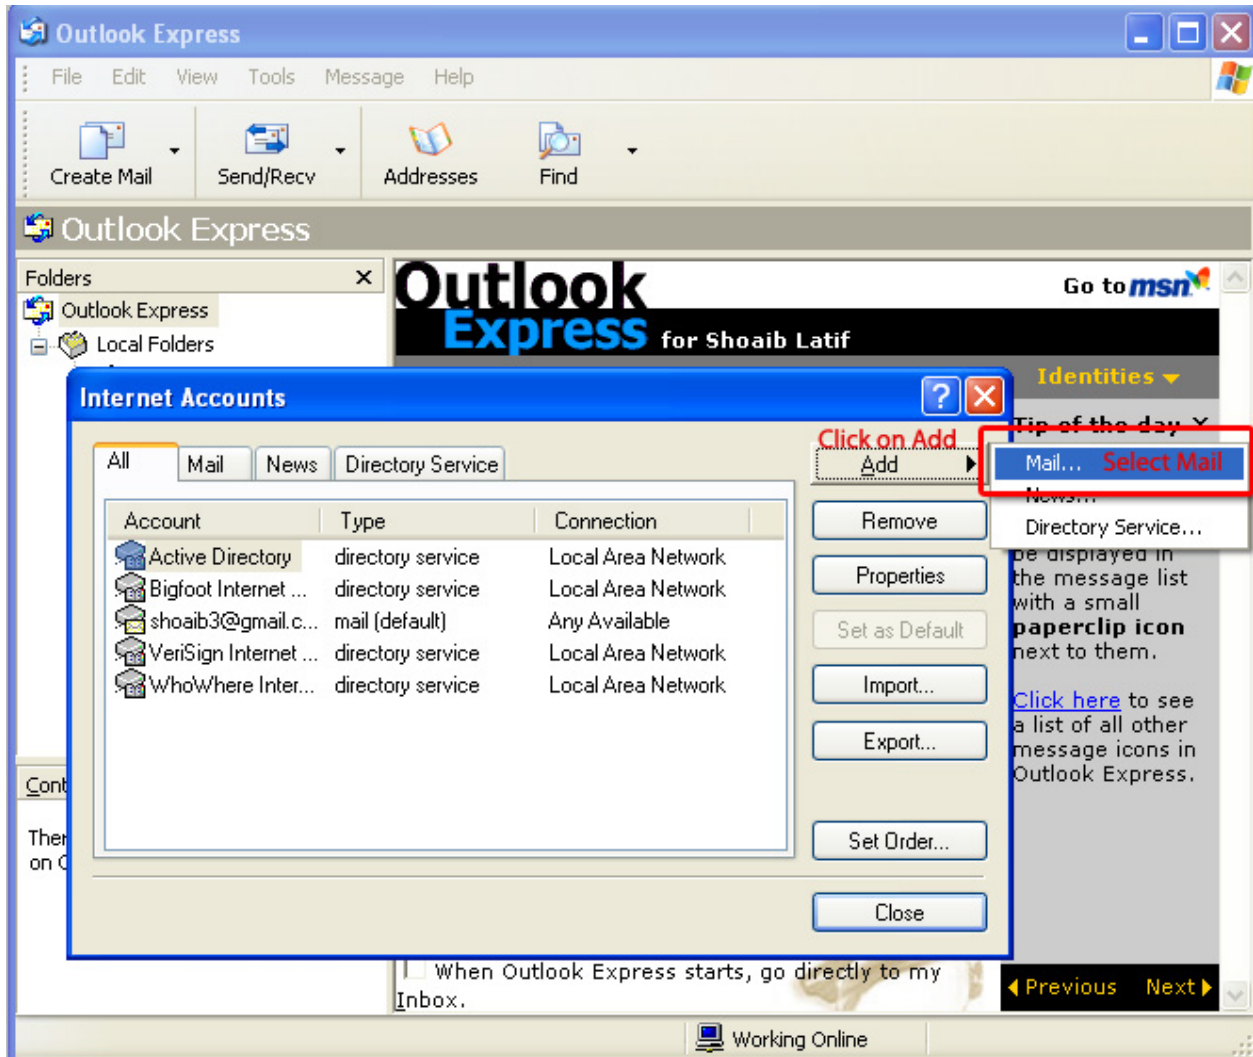 Outlook Express
File Edit View Tools Message Help
Create Mail Send/Recv Addresses Find
Outlook Express
Folders
Outlook Express
Local Folders
Outlook
Express for Shoaib Latif
Go to msn
Identities
Tip of the day
be displayed in
the message list
with a small
paperclip icon
next to them.
Click here to see
a list of all other
message icons in
Outlook Express.
Previous Next
Internet Accounts
All Mail News Directory Service
Account Type Connection
Active Directory directory service Local Area Network
Bigfoot Internet ... directory service Local Area Network
shoaib3@gmail.c... mail (default) Any Available
VeriSign Internet ... directory service Local Area Network
WhoWhere Inter... directory service Local Area Network
Click on Add
Add
Remove
Properties
Set as Default
Import...
Export...
Set Order...
Close
Mail... Select Mail
News...
Directory Service...
Cont
Ther
on
When Outlook Express starts, go directly to my
Inbox.
Working Online